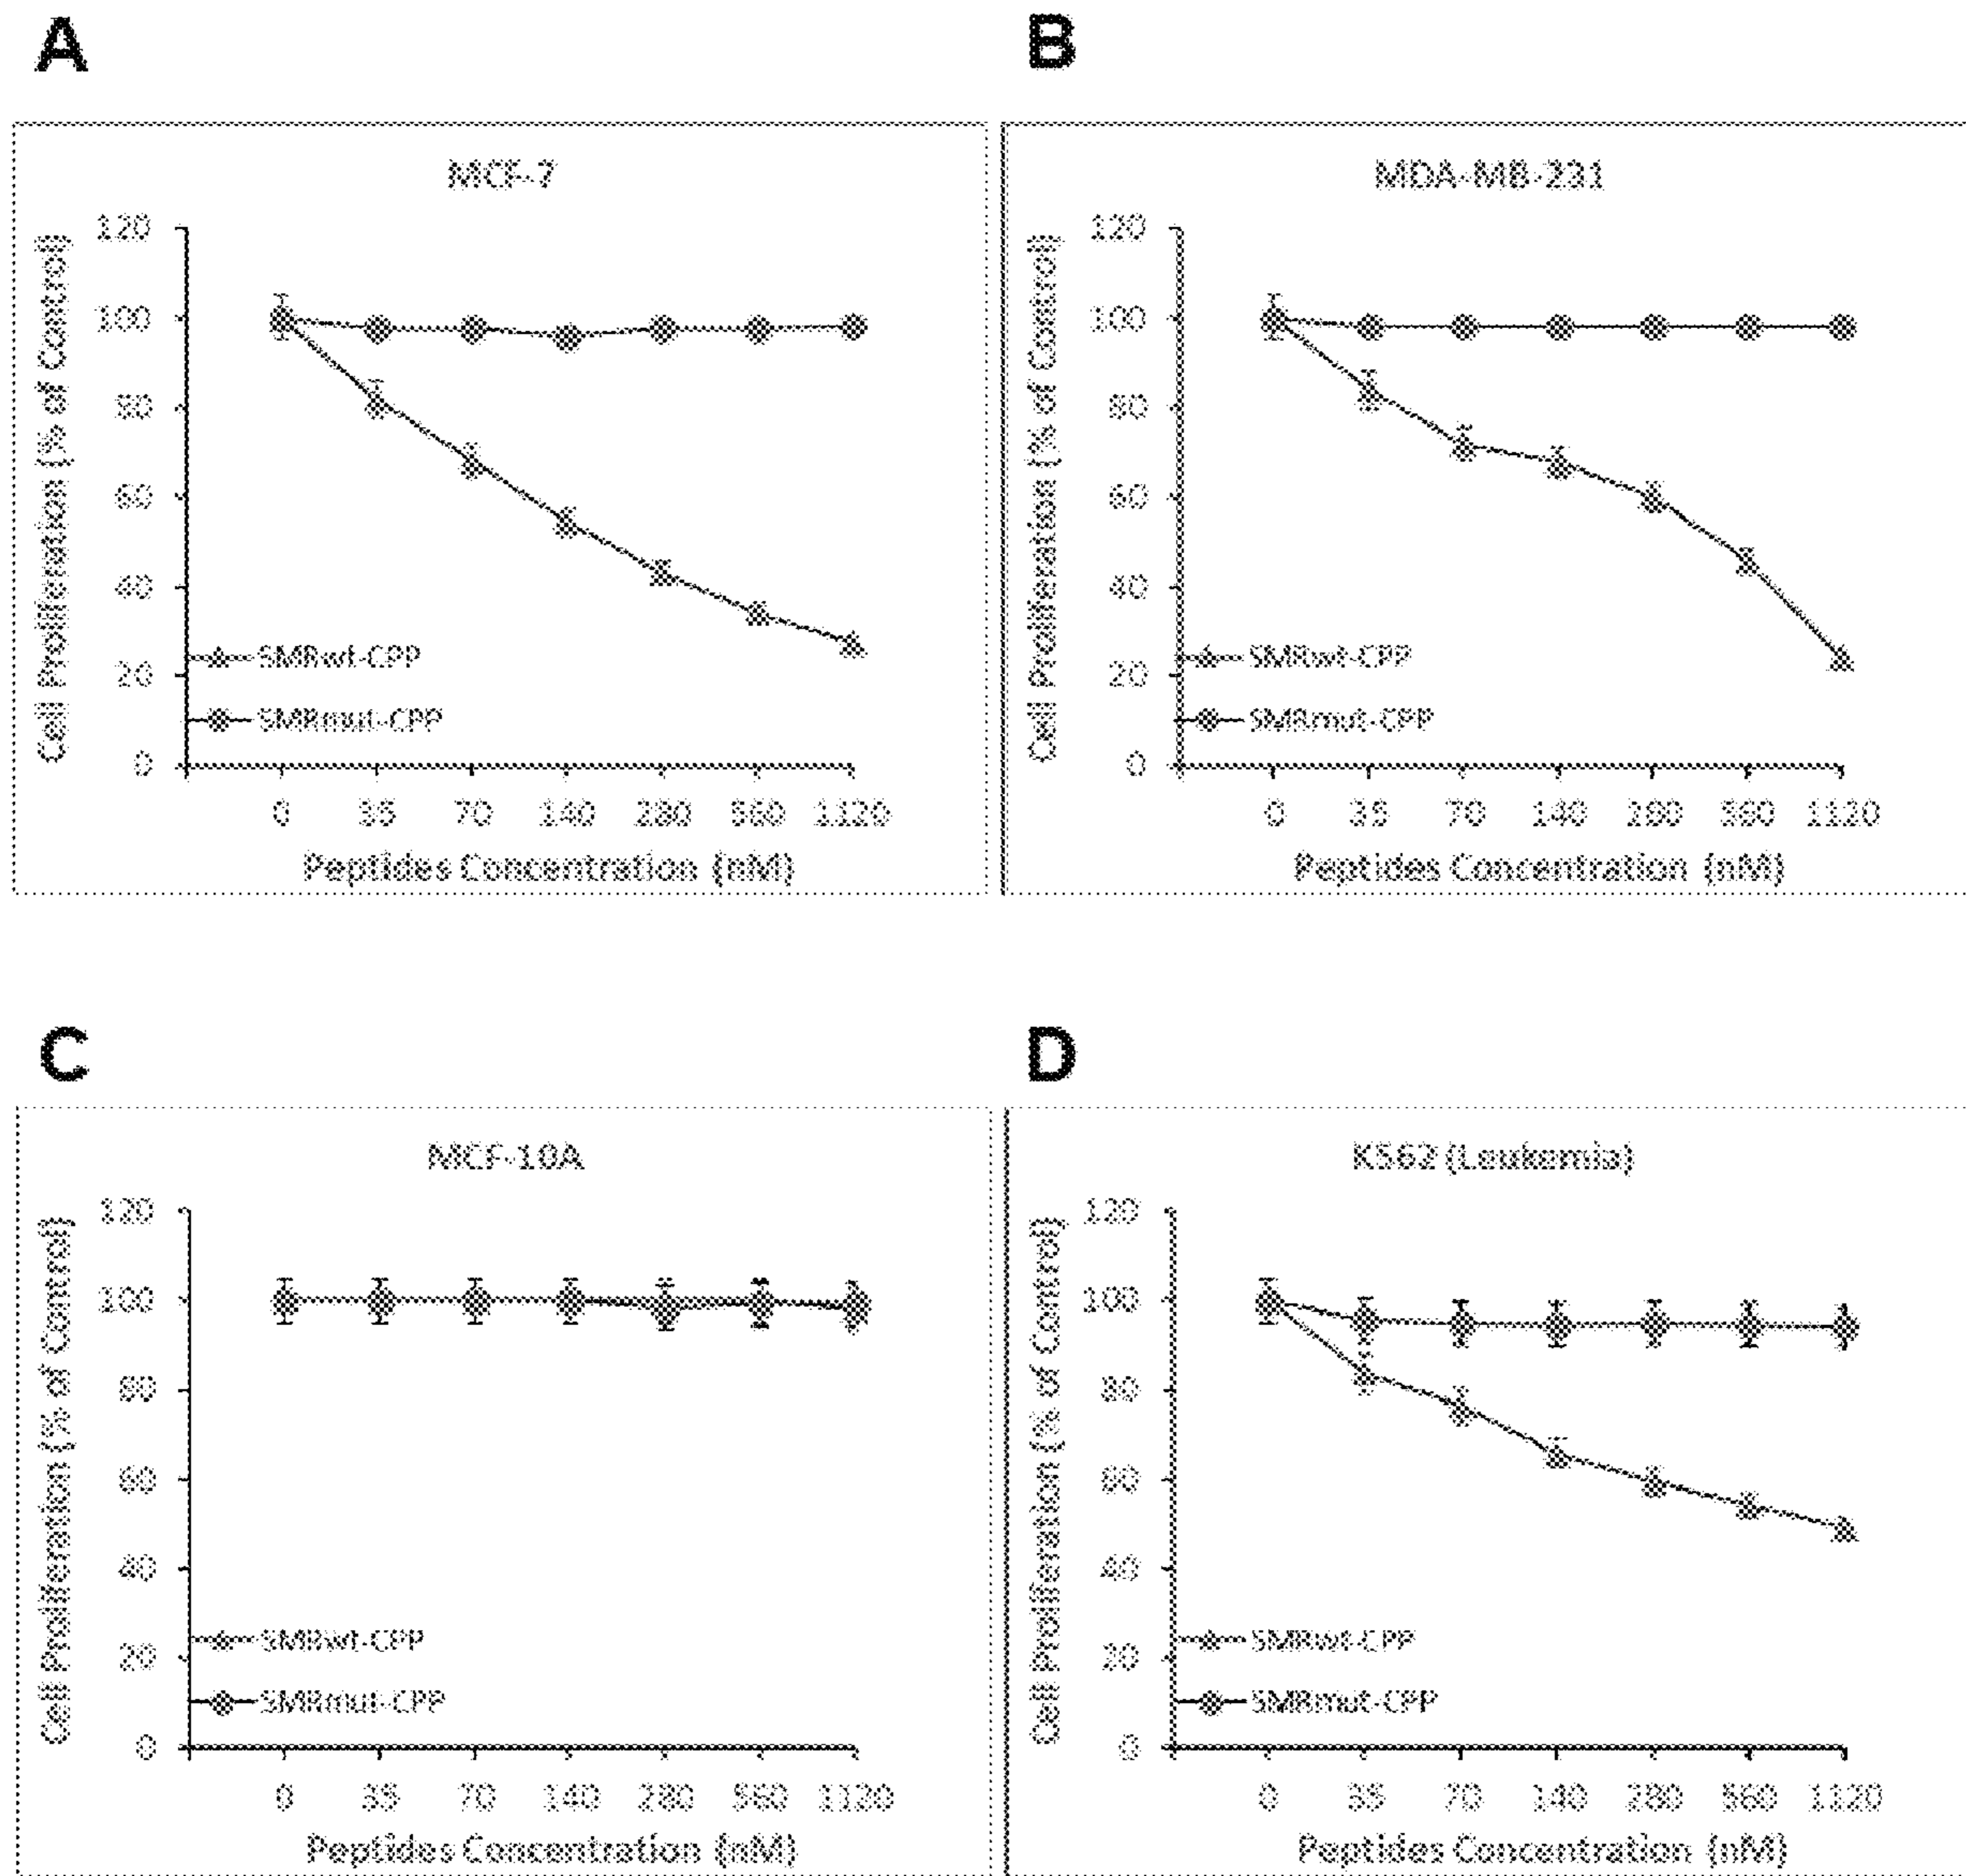 A
B
MCF-7
120
100
80
60
40
20
0
Cell Proliferation (% of Control)
SMRwt-CPP
SMRmut-CPP
0 35 70 140 280 560 1120
Peptides Concentration (nM)
MDA-MB-231
120
100
80
60
40
20
0
Cell Proliferation (% of Control)
SMRwt-CPP
SMRmut-CPP
0 35 70 140 280 560 1120
Peptides Concentration (nM)
C
D
MCF-10A
120
100
80
60
40
20
0
Cell Proliferation (% of Control)
SMRwt-CPP
SMRmut-CPP
0 35 70 140 280 560 1120
Peptides Concentration (nM)
K562 (Leukemia)
120
100
80
60
40
20
0
Cell Proliferation (% of Control)
SMRwt-CPP
SMRmut-CPP
0 35 70 140 280 560 1120
Peptides Concentration (nM)